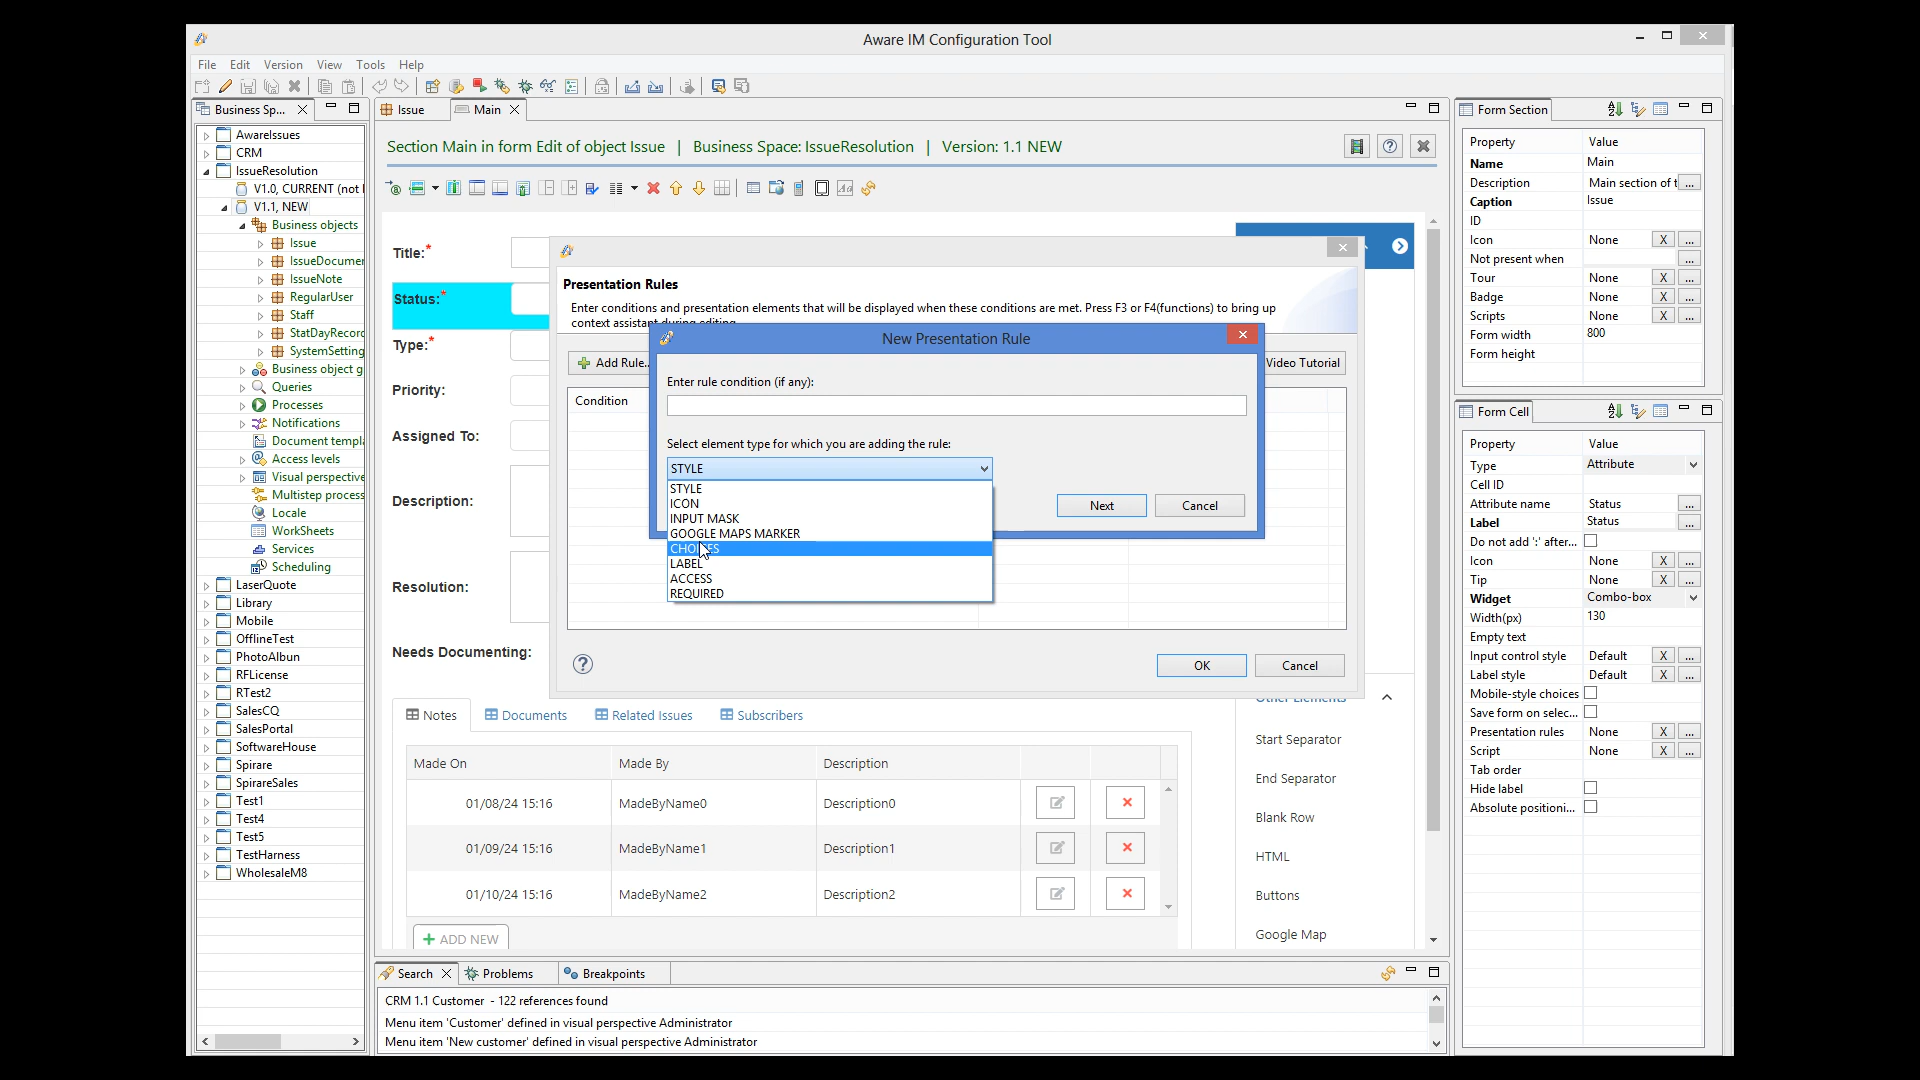 Aware IM Configuration Tool
File Edit Version View Tools Help
Business Sp...
AwareIssues
CRM
IssueResolution
V1.0, CURRENT (not
V1.1, NEW
Business objects
Issue
IssueDocumer
IssueNote
RegularUser
Staff
StatDayRecord
SystemSetting
Business object g
Queries
Processes
Notifications
Document templa
Access levels
Visual perspective
Multistep process
Locale
WorkSheets
Services
Scheduling
LaserQuote
Library
Mobile
OfflineTest
PhotoAlbun
RFLicense
RTest2
SalesCQ
SalesPortal
SoftwareHouse
Spirare
SpirareSales
Test1
Test4
Test5
TestHarness
WholesaleM8
Issue Main
Section Main in form Edit of object Issue | Business Space: IssueResolution | Version: 1.1 NEW
Title:*
Status:*
Type:*
Priority:
Assigned To:
Description:
Resolution:
Needs Documenting:
Presentation Rules
Enter conditions and presentation elements that will be displayed when these conditions are met. Press F3 or F4(functions) to bring up
context assistant during editing
Add Rule...
Video Tutorial
Condition
New Presentation Rule
Enter rule condition (if any):
Select element type for which you are adding the rule:
STYLE
STYLE
ICON
INPUT MASK
GOOGLE MAPS MARKER
CHOICES
LABEL
ACCESS
REQUIRED
Next Cancel
OK Cancel
Notes Documents Related Issues Subscribers
Made On Made By Description
01/08/24 15:16 MadeByName0 Description0
01/09/24 15:16 MadeByName1 Description1
01/10/24 15:16 MadeByName2 Description2
+ ADD NEW
Other Elements
Start Separator
End Separator
Blank Row
HTML
Buttons
Google Map
Search Problems Breakpoints
CRM 1.1 Customer - 122 references found
Menu item 'Customer' defined in visual perspective Administrator
Menu item 'New customer' defined in visual perspective Administrator
Form Section
Property Value
Name Main
Description Main section of t ...
Caption Issue
ID
Icon None X ...
Not present when ...
Tour None X ...
Badge None X ...
Scripts None X ...
Form width 800
Form height
Form Cell
Property Value
Type Attribute
Cell ID
Attribute name Status ...
Label Status ...
Do not add ':' after...
Icon None X ...
Tip None X ...
Widget Combo-box
Width(px) 130
Empty text
Input control style Default X ...
Label style Default X ...
Mobile-style choices
Save form on selec...
Presentation rules None X ...
Script None X ...
Tab order
Hide label
Absolute positioni...